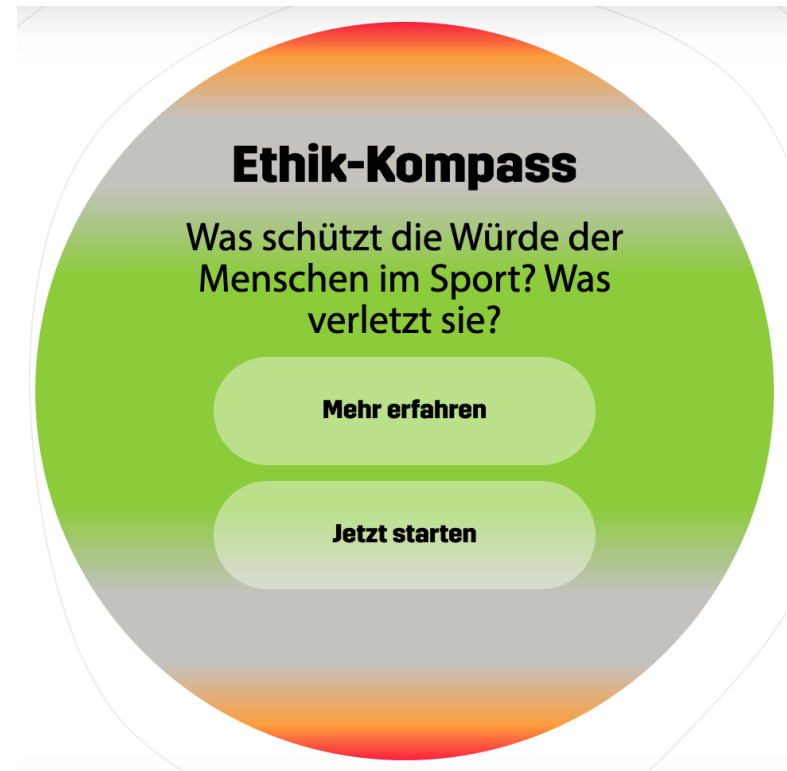 Ethik-Kompass
Was schützt die Würde der
Menschen im Sport? Was
verletzt sie?
Mehr erfahren
Jetzt starten